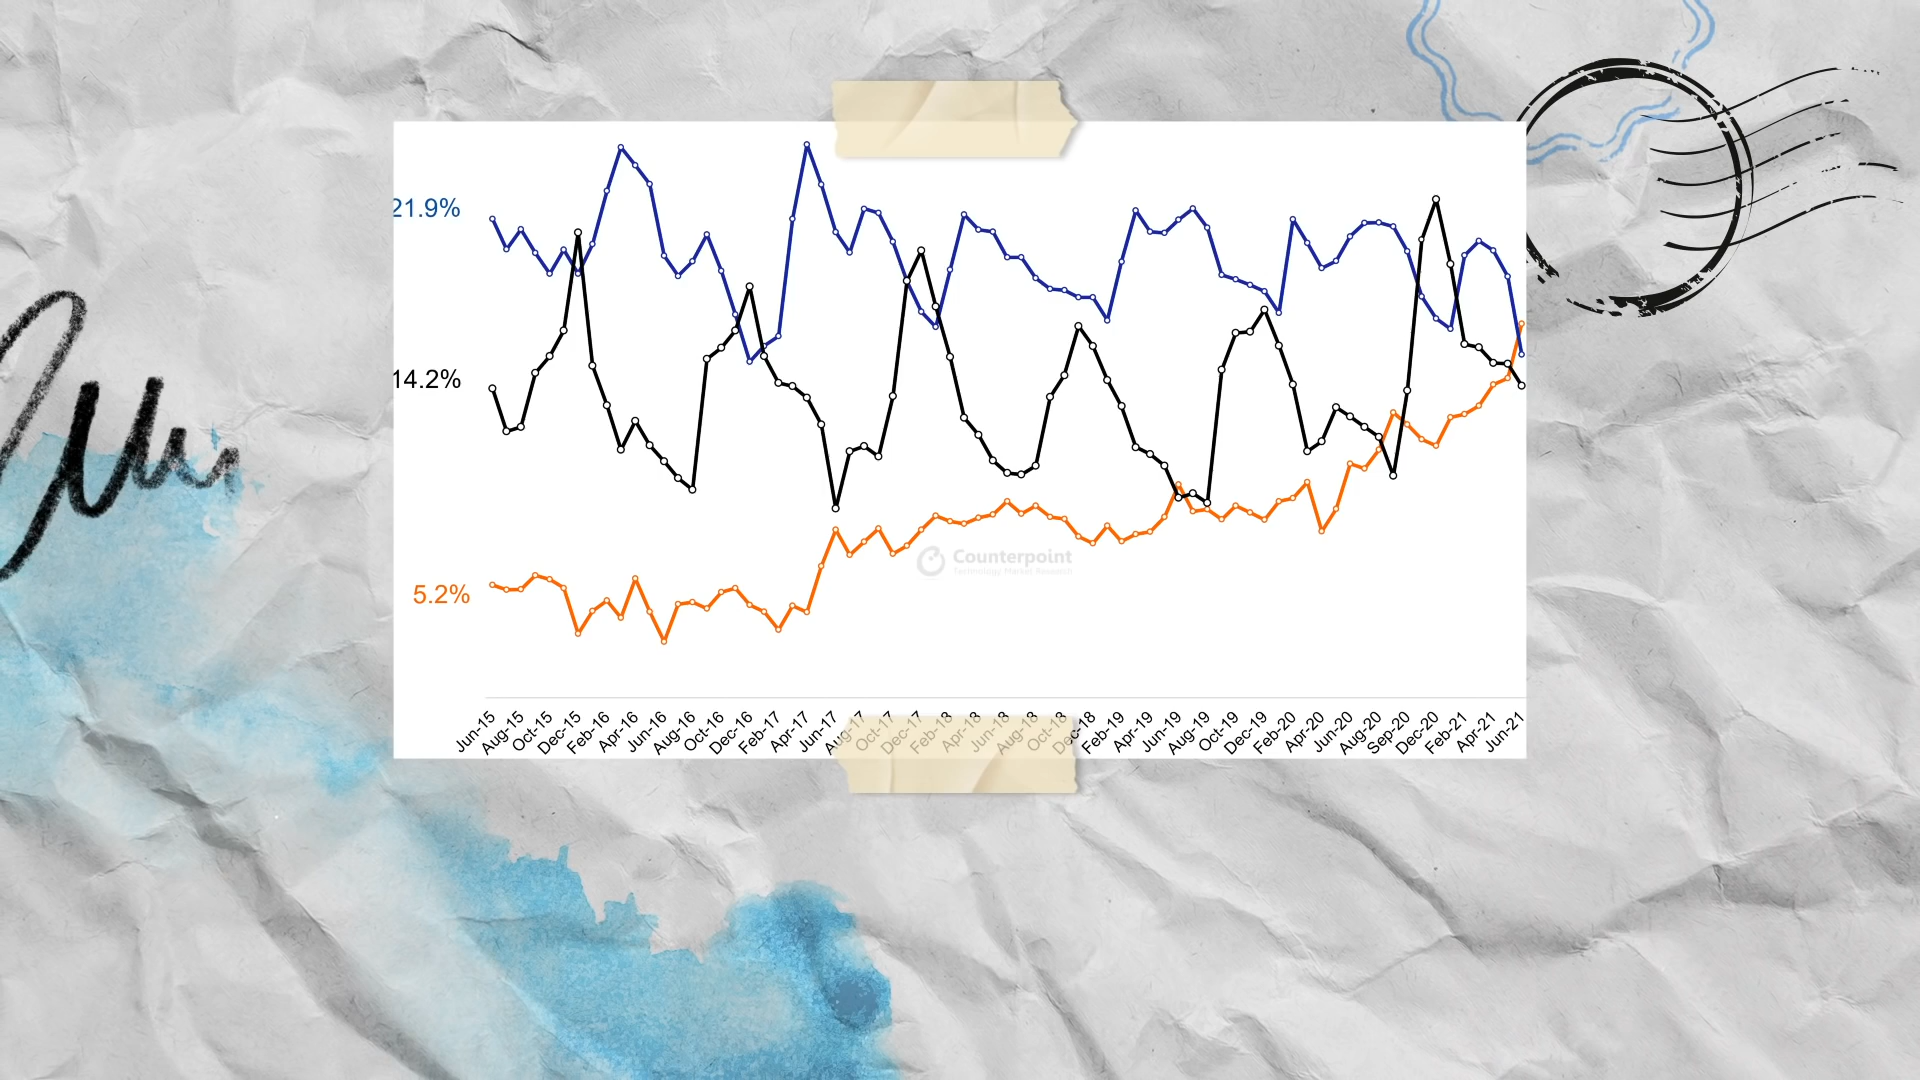 21.9%
14.2%
5.2%
Counterpoint
Technology Market Research
Jun-15 Aug-15 Oct-15 Dec-15 Feb-16 Apr-16 Jun-16 Aug-16 Oct-16 Dec-16 Feb-17 Apr-17 Jun-17 Aug-17 Oct-17 Dec-17 Feb-18 Apr-18 Jun-18 Aug-18 Oct-18 Dec-18 Feb-19 Apr-19 Jun-19 Aug-19 Oct-19 Dec-19 Feb-20 Apr-20 Jun-20 Aug-20 Sep-20 Dec-20 Feb-21 Apr-21 Jun-21